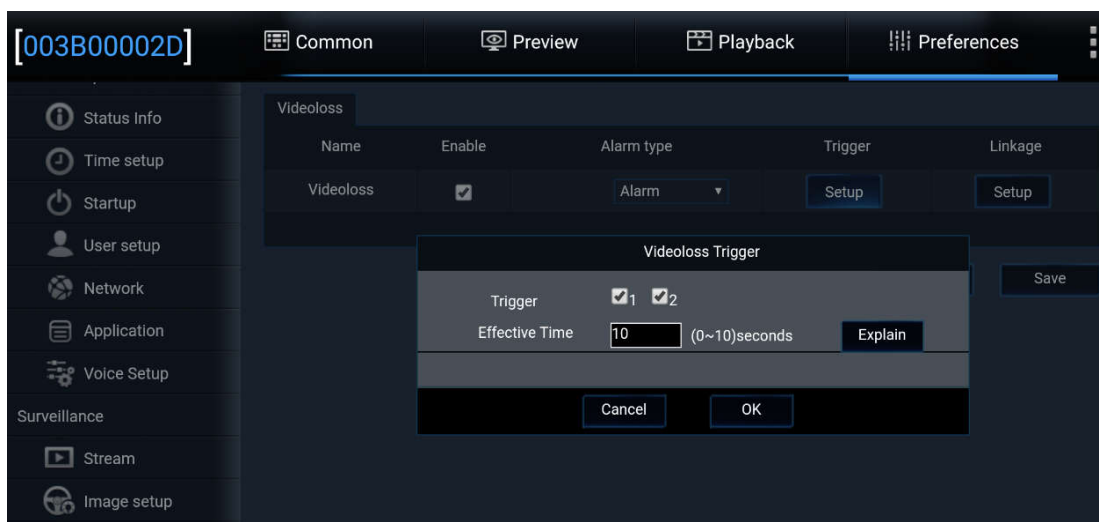 [003B00002D]
Common
Preview
Playback
Preferences
Status Info
Time setup
Startup
User setup
Network
Application
Voice Setup
Surveillance
Stream
Image setup
Videoloss
Name Enable Alarm type Trigger Linkage
Videoloss Alarm Setup Setup
Videoloss Trigger
Trigger 1 2
Effective Time 10 (0~10)seconds Explain
Cancel OK
Save